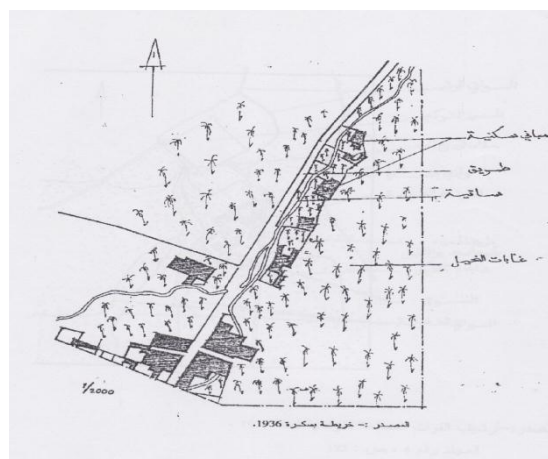 مباني سكنية
طريق
ساقية
غابات النخيل
1/2000
المصدر :- خريطة بسكرة 1936.